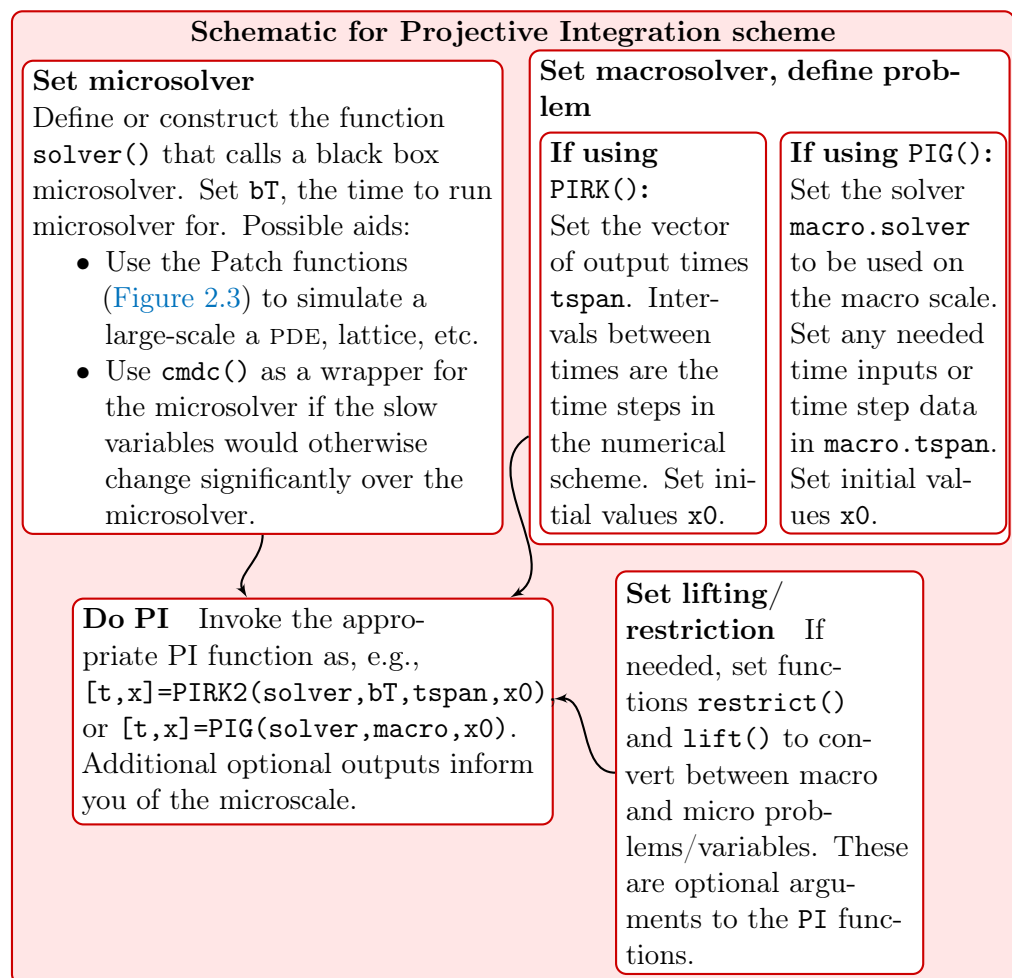 Schematic for Projective Integration scheme
Set microsolver
Define or construct the function
solver() that calls a black box
microsolver. Set bT, the time to run
microsolver for. Possible aids:
• Use the Patch functions
(Figure 2.3) to simulate a
large-scale a PDE, lattice, etc.
• Use cmdc() as a wrapper for
the microsolver if the slow
variables would otherwise
change significantly over the
microsolver.
Set macrosolver, define prob-
lem
If using
PIRK():
Set the vector
of output times
tspan. Inter-
vals between
times are the
time steps in
the numerical
scheme. Set ini-
tial values x0.
If using PIG():
Set the solver
macro.solver
to be used on
the macro scale.
Set any needed
time inputs or
time step data
in macro.tspan.
Set initial val-
ues x0.
Do PI Invoke the appro-
priate PI function as, e.g.,
[t,x]=PIRK2(solver,bT,tspan,x0)
or [t,x]=PIG(solver,macro,x0).
Additional optional outputs inform
you of the microscale.
Set lifting/
restriction If
needed, set func-
tions restrict()
and lift() to con-
vert between macro
and micro prob-
lems/variables. These
are optional argu-
ments to the PI func-
tions.